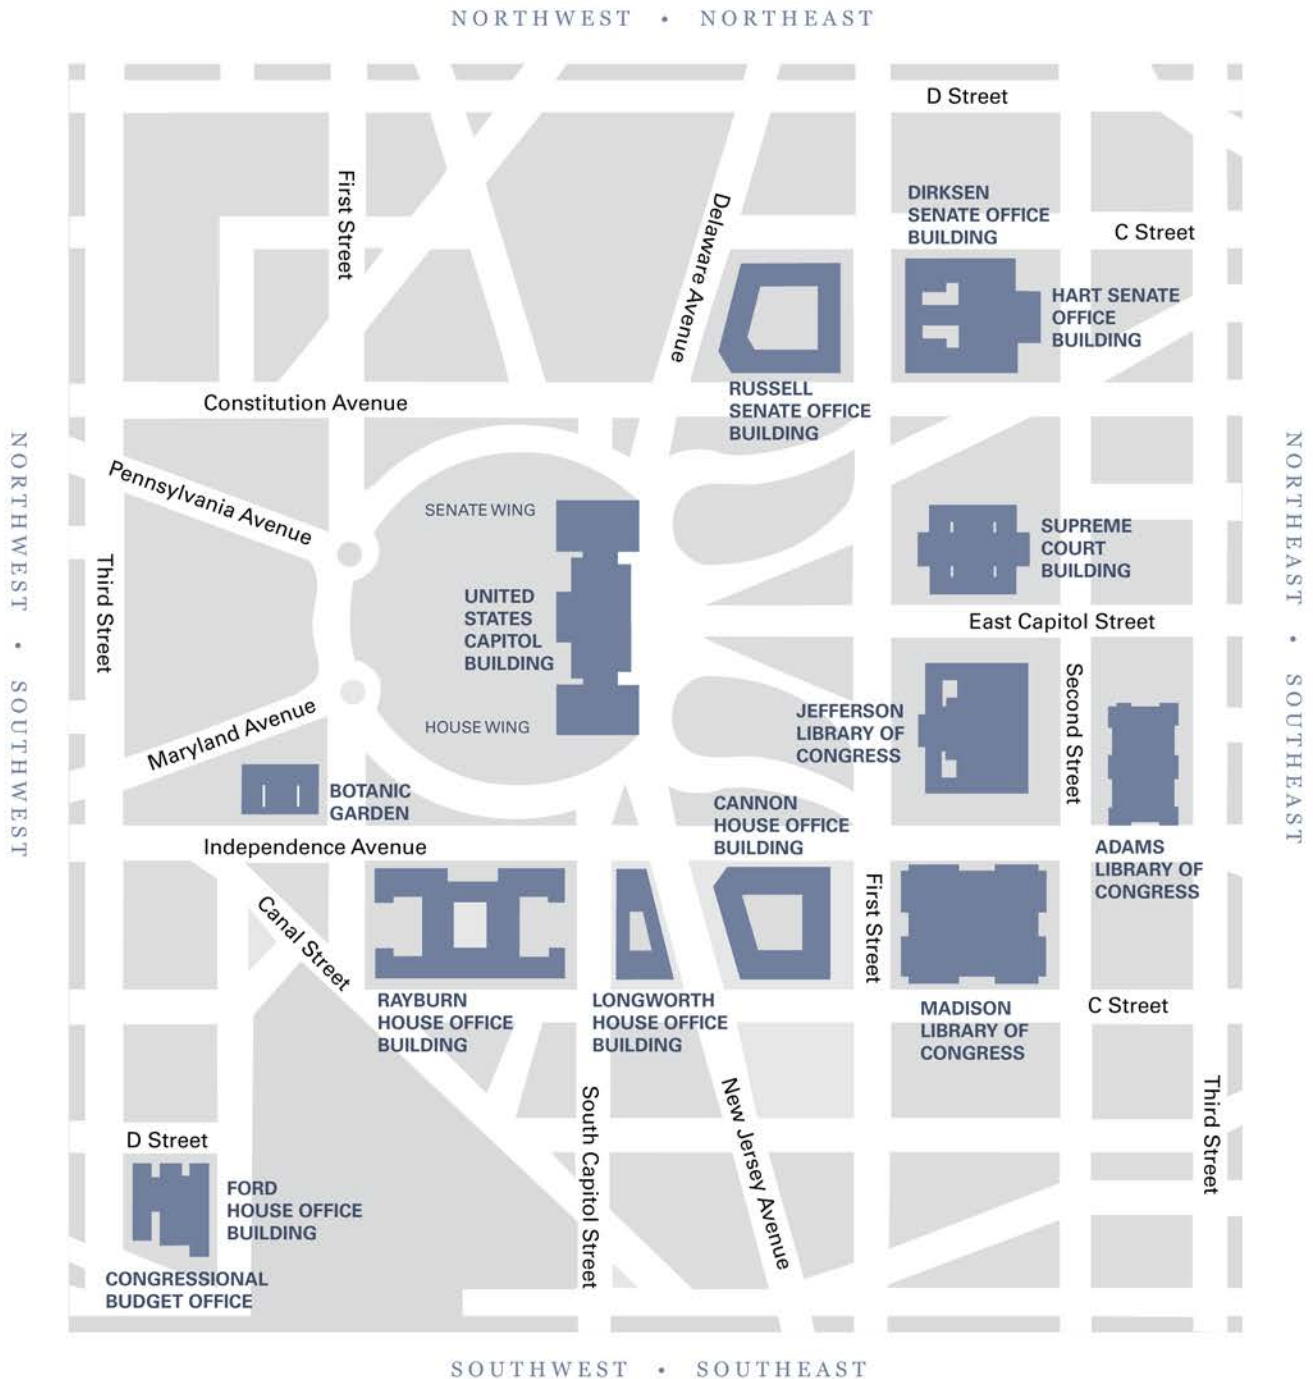 NORTHWEST • NORTHEAST
D Street
First Street
Delaware Avenue
DIRKSEN
SENATE OFFICE
BUILDING
C Street
HART SENATE
OFFICE
BUILDING
RUSSELL
SENATE OFFICE
BUILDING
Constitution Avenue
NORTHWEST • SOUTHWEST
NORTHEAST • SOUTHEAST
Pennsylvania Avenue
SENATE WING
SUPREME
COURT
BUILDING
Third Street
UNITED
STATES
CAPITOL
BUILDING
East Capitol Street
Second Street
Maryland Avenue
HOUSE WING
JEFFERSON
LIBRARY OF
CONGRESS
BOTANIC
GARDEN
CANNON
HOUSE OFFICE
BUILDING
Independence Avenue
ADAMS
LIBRARY OF
CONGRESS
Canal Street
First Street
RAYBURN
HOUSE OFFICE
BUILDING
LONGWORTH
HOUSE OFFICE
BUILDING
MADISON
LIBRARY OF
CONGRESS
C Street
South Capitol Street
New Jersey Avenue
Third Street
D Street
FORD
HOUSE OFFICE
BUILDING
CONGRESSIONAL
BUDGET OFFICE
SOUTHWEST • SOUTHEAST